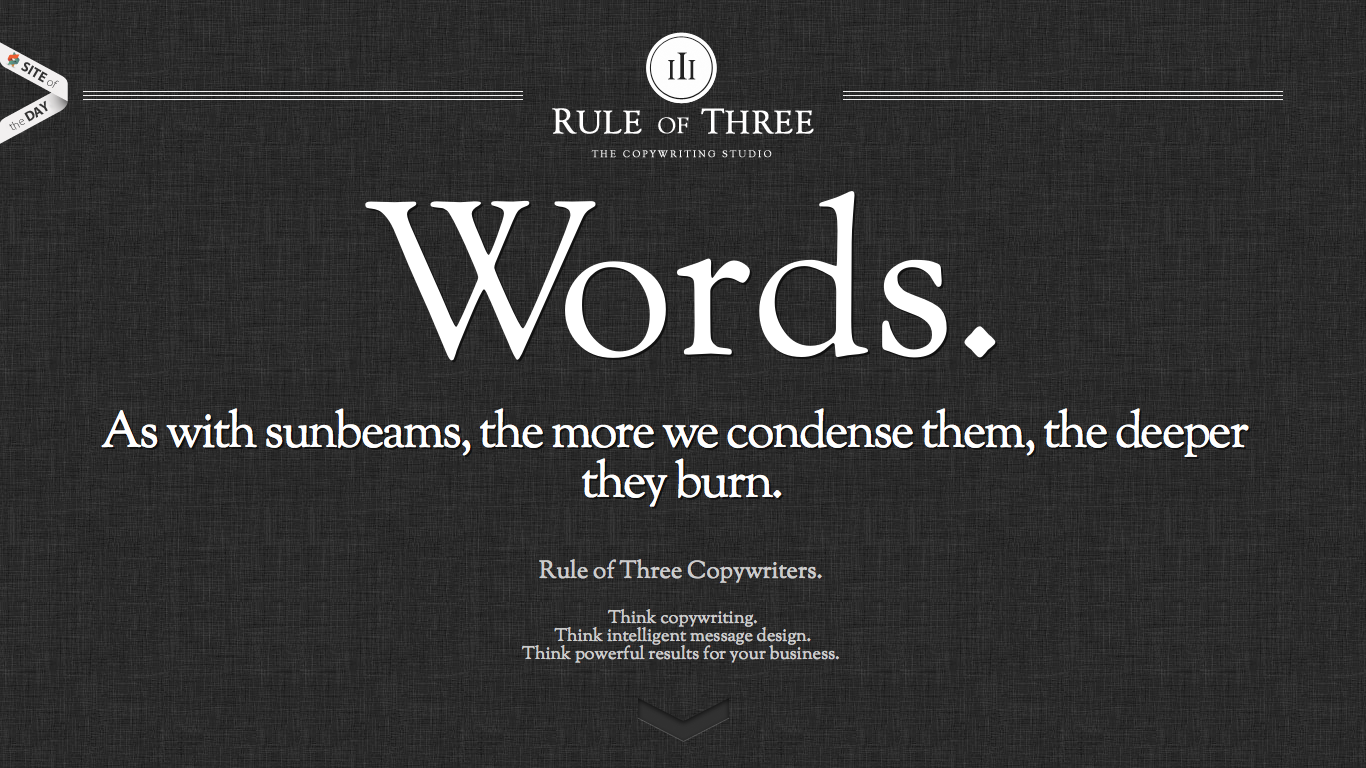 SITE of
the DAY
III
RULE OF THREE
THE COPYWRITING STUDIO
Words.
As with sunbeams, the more we condense them, the deeper
they burn.
Rule of Three Copywriters.
Think copywriting.
Think intelligent message design.
Think powerful results for your business.